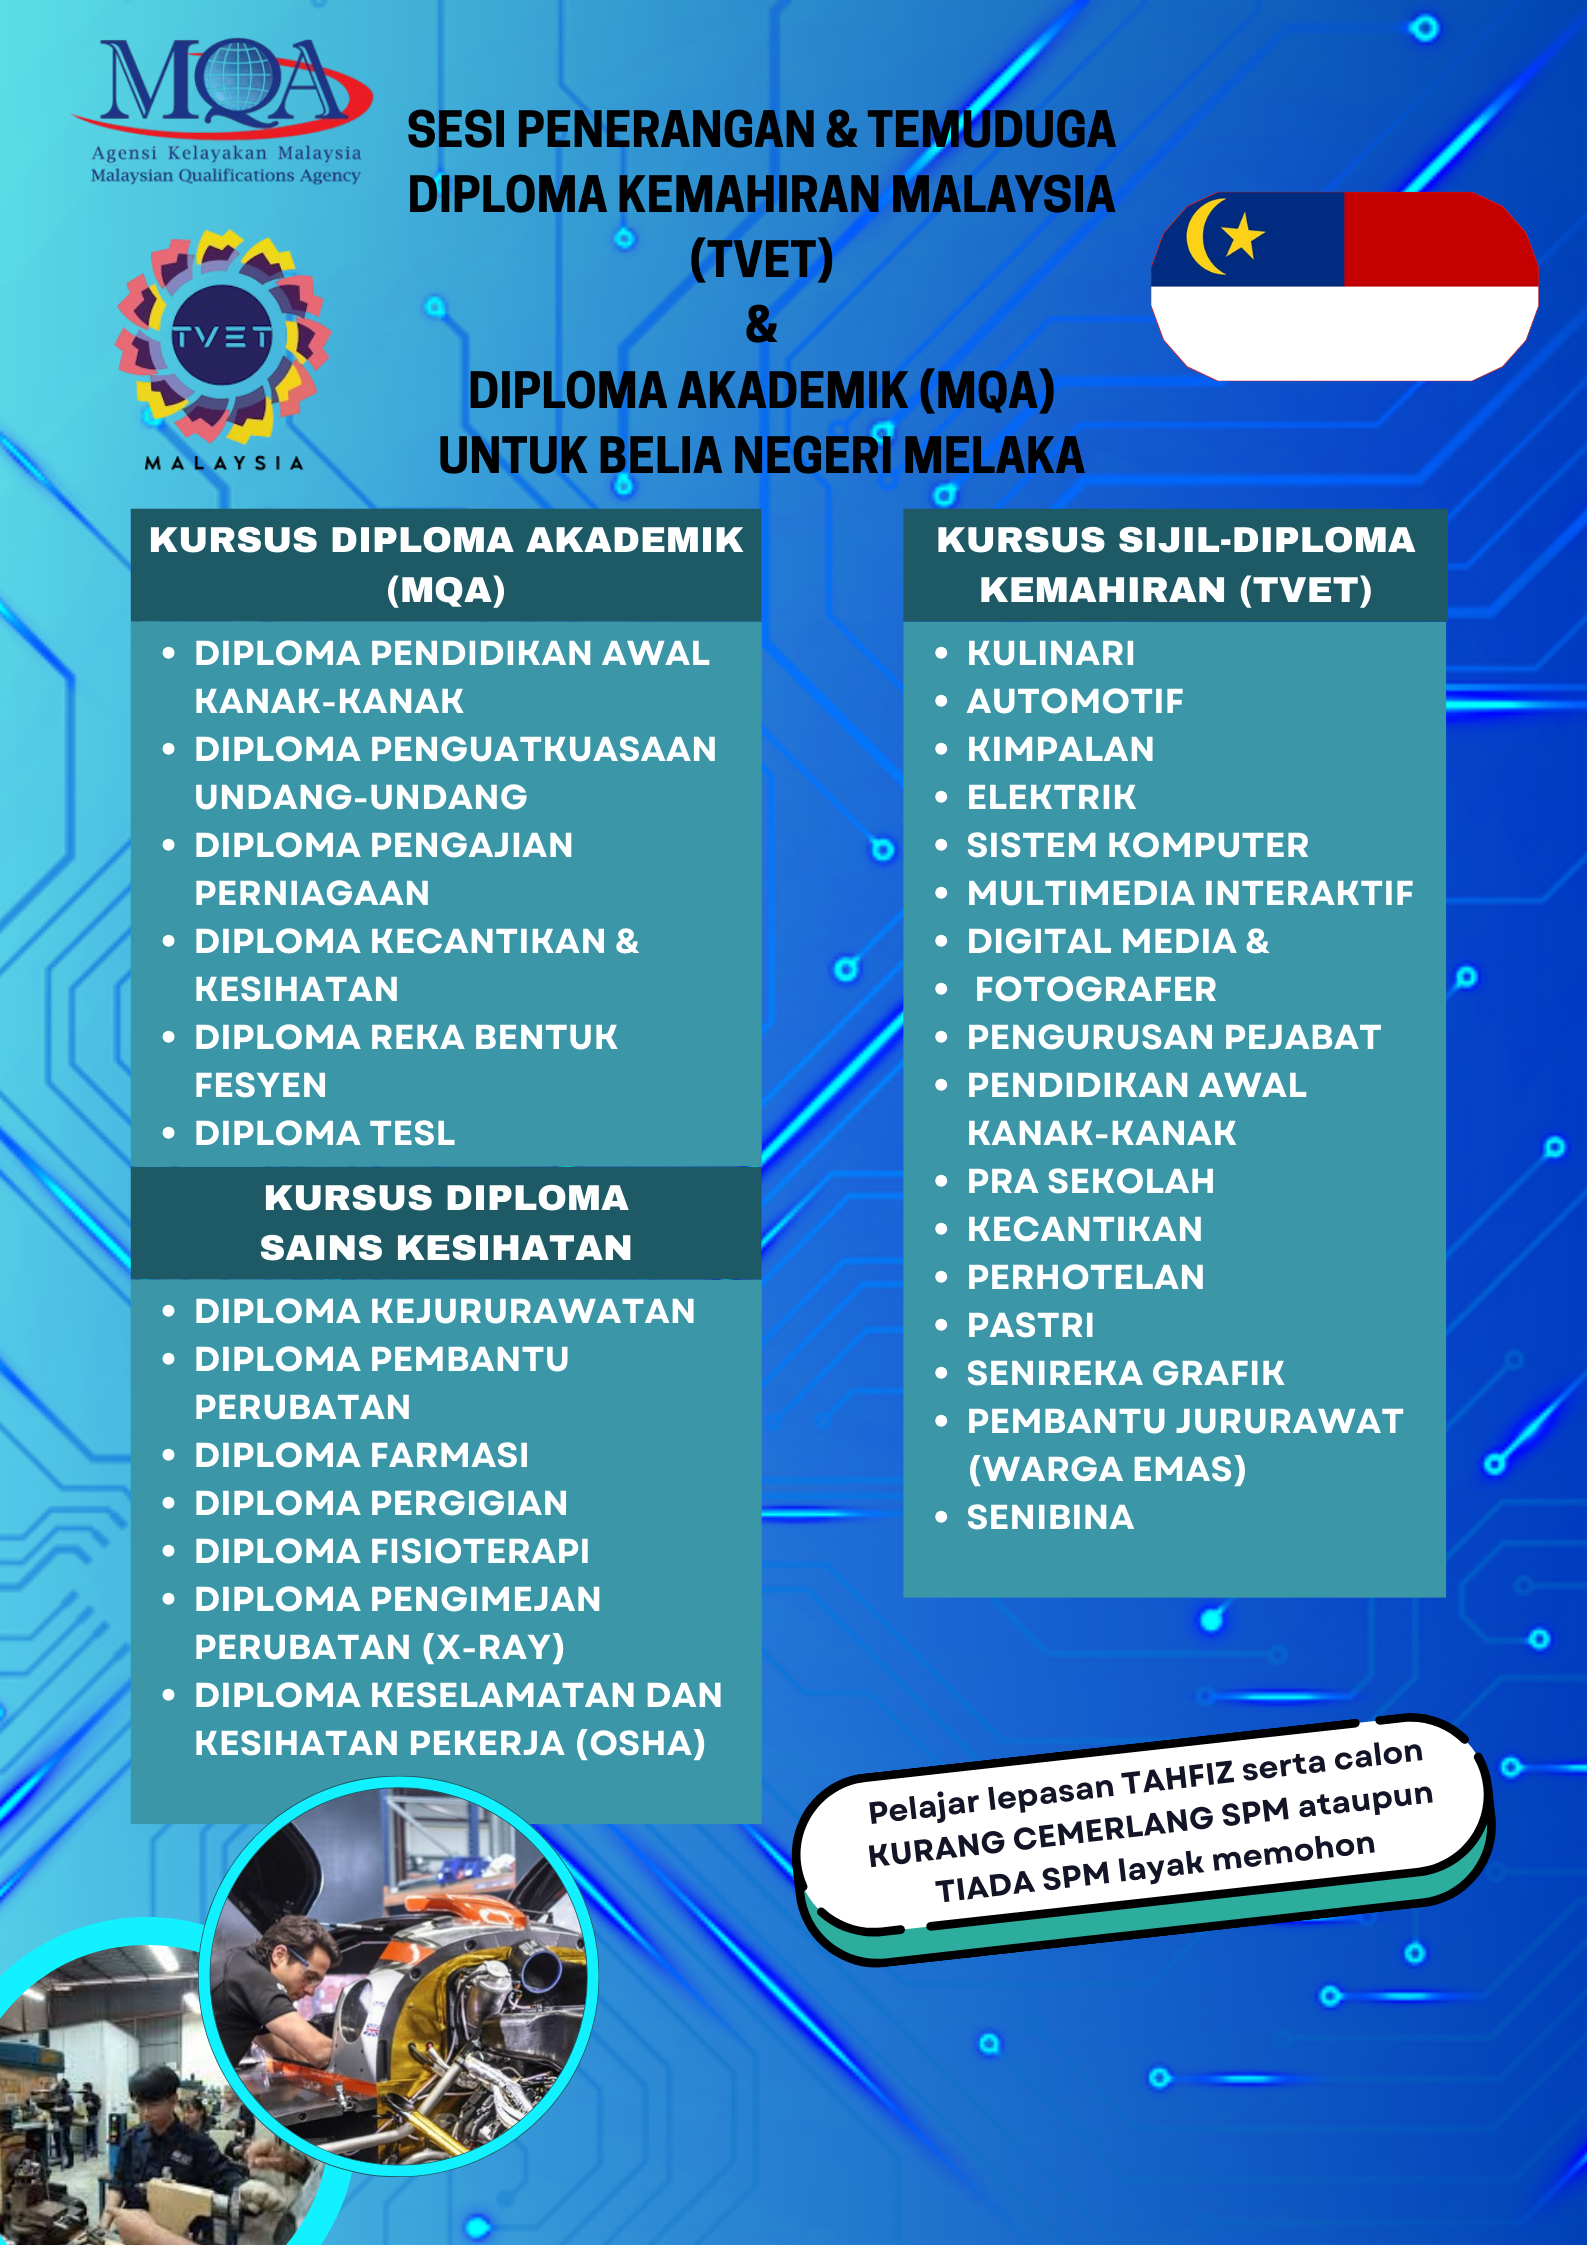 MQA
Agensi Kelayakan Malaysia
Malaysian Qualifications Agency
TVET
MALAYSIA
SESI PENERANGAN & TEMUDUGA
DIPLOMA KEMAHIRAN MALAYSIA
(TVET)
&
DIPLOMA AKADEMIK (MQA)
UNTUK BELIA NEGERI MELAKA
KURSUS DIPLOMA AKADEMIK
(MQA)
• DIPLOMA PENDIDIKAN AWAL
KANAK-KANAK
• DIPLOMA PENGUATKUASAAN
UNDANG-UNDANG
• DIPLOMA PENGAJIAN
PERNIAGAAN
• DIPLOMA KECANTIKAN &
KESIHATAN
• DIPLOMA REKA BENTUK
FESYEN
• DIPLOMA TESL
KURSUS DIPLOMA
SAINS KESIHATAN
• DIPLOMA KEJURURAWATAN
• DIPLOMA PEMBANTU
PERUBATAN
• DIPLOMA FARMASI
• DIPLOMA PERGIGIAN
• DIPLOMA FISIOTERAPI
• DIPLOMA PENGIMEJAN
PERUBATAN (X-RAY)
• DIPLOMA KESELAMATAN DAN
KESIHATAN PEKERJA (OSHA)
KURSUS SIJIL-DIPLOMA
KEMAHIRAN (TVET)
• KULINARI
• AUTOMOTIF
• KIMPALAN
• ELEKTRIK
• SISTEM KOMPUTER
• MULTIMEDIA INTERAKTIF
• DIGITAL MEDIA &
• FOTOGRAFER
• PENGURUSAN PEJABAT
• PENDIDIKAN AWAL
KANAK-KANAK
• PRA SEKOLAH
• KECANTIKAN
• PERHOTELAN
• PASTRI
• SENIREKA GRAFIK
• PEMBANTU JURURAWAT
(WARGA EMAS)
• SENIBINA
Pelajar lepasan TAHFIZ serta calon
KURANG CEMERLANG SPM ataupun
TIADA SPM layak memohon